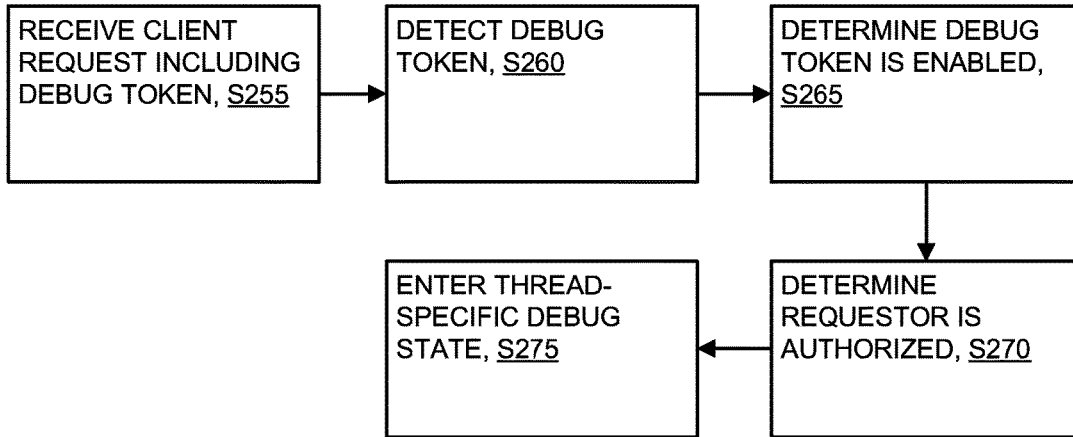 RECEIVE CLIENT
REQUEST INCLUDING
DEBUG TOKEN, S255
DETECT DEBUG
TOKEN, S260
DETERMINE DEBUG
TOKEN IS ENABLED,
S265
DETERMINE
REQUESTOR IS
AUTHORIZED, S270
ENTER THREAD-
SPECIFIC DEBUG
STATE, S275